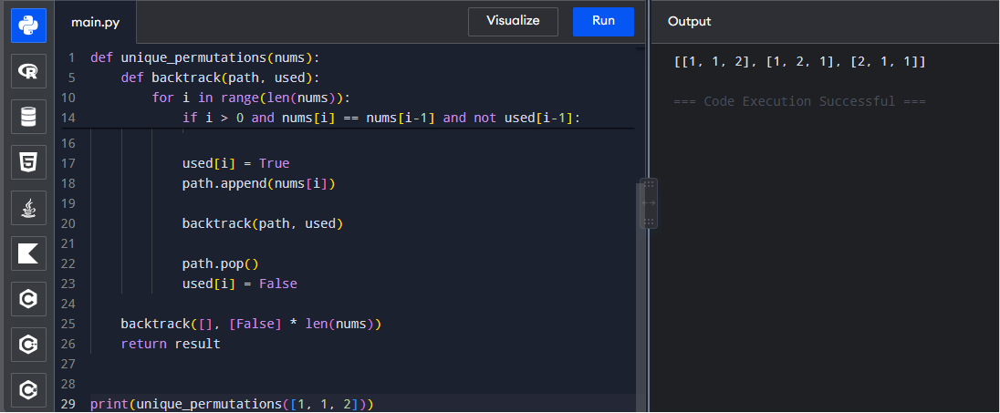 main.py
Visualize
Run
Output
1 def unique_permutations(nums):
5     def backtrack(path, used):
10         for i in range(len(nums)):
14             if i > 0 and nums[i] == nums[i-1] and not used[i-1]:
16
17             used[i] = True
18             path.append(nums[i])
19
20             backtrack(path, used)
21
22             path.pop()
23             used[i] = False
24
25     backtrack([], [False] * len(nums))
26     return result
27
28
29 print(unique_permutations([1, 1, 2]))
[[1, 1, 2], [1, 2, 1], [2, 1, 1]]
=== Code Execution Successful ===